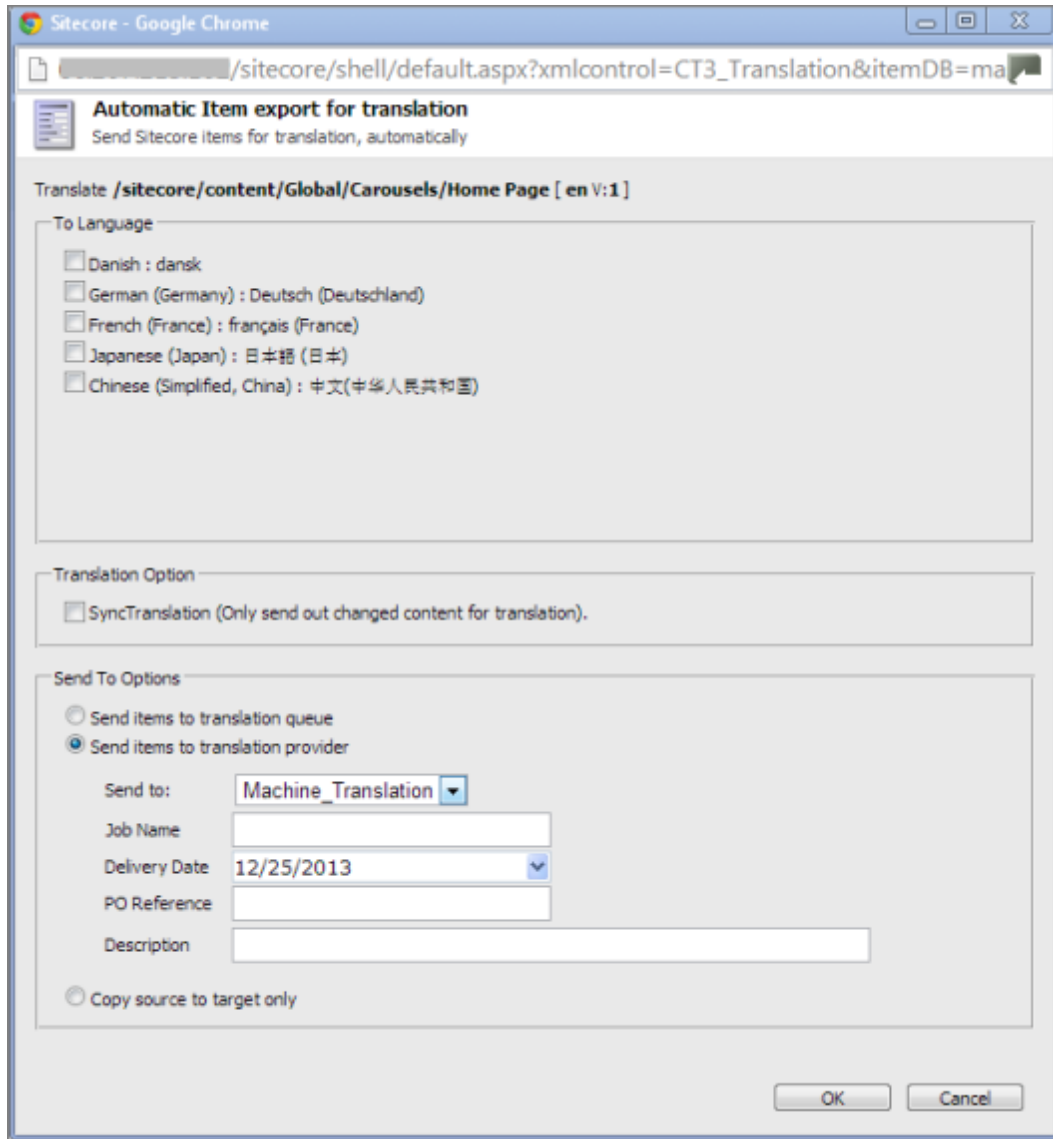 Sitecore - Google Chrome
/sitecore/shell/default.aspx?xmlcontrol=CT3_Translation&itemDB=ma
Automatic Item export for translation
Send Sitecore items for translation, automatically
Translate /sitecore/content/Global/Carousels/Home Page [ en V:1 ]
To Language
Danish : dansk
German (Germany) : Deutsch (Deutschland)
French (France) : français (France)
Japanese (Japan) : 日本語 (日本)
Chinese (Simplified, China) : 中文(中华人民共和国)
Translation Option
SyncTranslation (Only send out changed content for translation).
Send To Options
Send items to translation queue
Send items to translation provider
Send to: Machine_Translation
Job Name
Delivery Date 12/25/2013
PO Reference
Description
Copy source to target only
OK Cancel